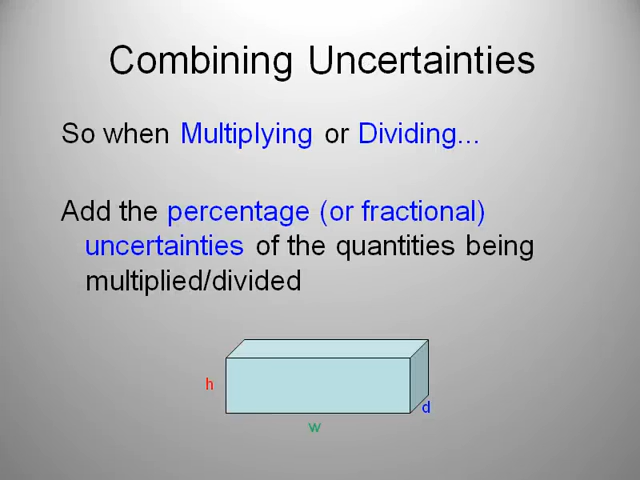 Combining Uncertainties
So when Multiplying or Dividing...
Add the percentage (or fractional)
uncertainties of the quantities being
multiplied/divided
h
d
w